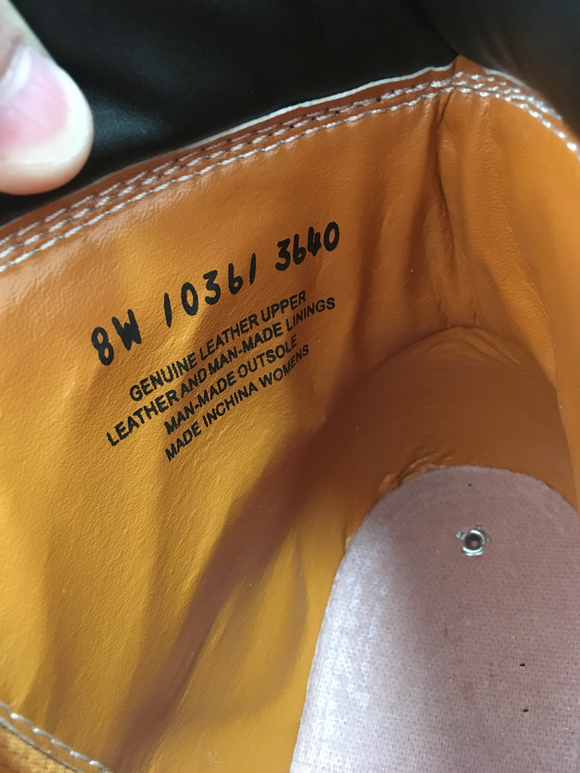 8W 10361 3640
GENUINE LEATHER UPPER
LEATHER AND MAN-MADE LININGS
MAN-MADE OUTSOLE
MADE INCHINA WOMENS